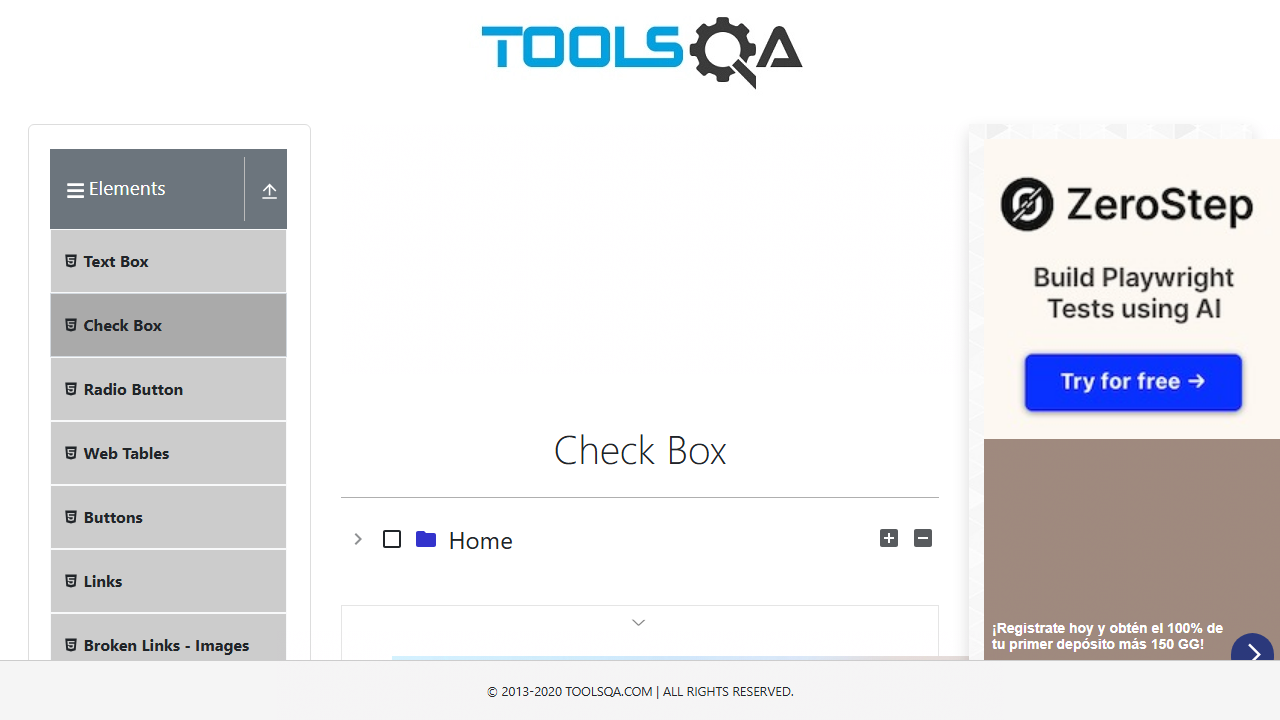 TOOLSQA
Elements
Text Box
Check Box
Radio Button
Web Tables
Buttons
Links
Broken Links - Images
Check Box
Home
ZeroStep
Build Playwright
Tests using AI
Try for free →
¡Registrate hoy y obtén el 100% de
tu primer depósito más 150 GG!
© 2013-2020 TOOLSQA.COM | ALL RIGHTS RESERVED.